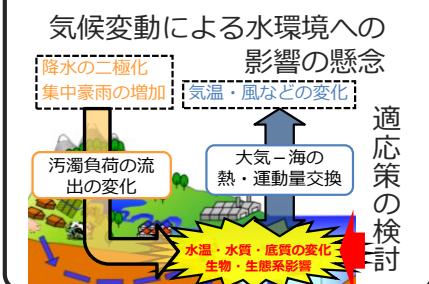 気候変動による水環境への
影響の懸念
降水の二極化
集中豪雨の増加
気温・風などの変化
汚濁負荷の流
出の変化
大気－海の
熱・運動量交換
適応策の検討
水温・水質・底質の変化
生物・生態系影響